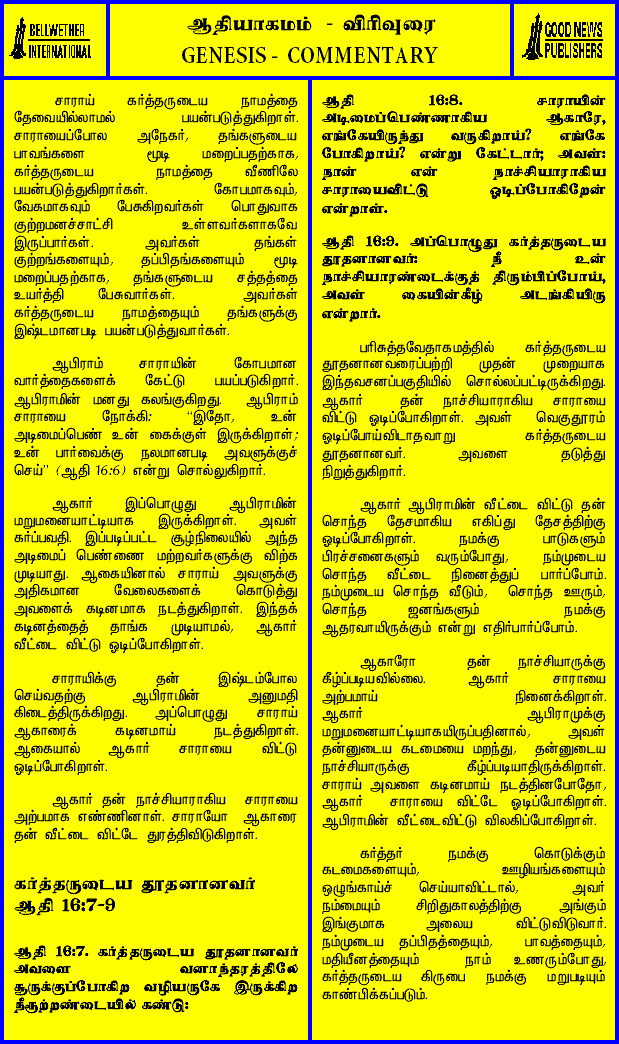 BELLWETHER
INTERNATIONAL
ஆதியாகமம் - விரிவுரை
GENESIS - COMMENTARY
GOOD NEWS
PUBLISHERS
சாராய் கர்த்தருடைய நாமத்தை
தேவையில்லாமல் பயன்படுத்துகிறாள்.
சாராயைப்போல அநேகர், தங்களுடைய
பாவங்களை மூடி மறைப்பதற்காக,
கர்த்தருடைய நாமத்தை வீணிலே
பயன்படுத்துகிறார்கள். கோபமாகவும்,
வேகமாகவும் பேசுகிறவர்கள் பொதுவாக
குற்றமனச்சாட்சி உள்ளவர்களாகவே
இருப்பார்கள். அவர்கள் தங்கள்
குற்றங்களையும், தப்பிதங்களையும் மூடி
மறைப்பதற்காக, தங்களுடைய சத்தத்தை
உயர்த்தி பேசுவார்கள். அவர்கள்
கர்த்தருடைய நாமத்தையும் தங்களுக்கு
இஷ்டமானபடி பயன்படுத்துவார்கள்.
ஆபிராம் சாராயின் கோபமான
வார்த்தைகளைக் கேட்டு பயப்படுகிறார்.
ஆபிராமின் மனது கலங்குகிறது. ஆபிராம்
சாராயை நோக்கி: "இதோ, உன்
அடிமைப்பெண் உன் கைக்குள் இருக்கிறாள்;
உன் பார்வைக்கு நலமானபடி அவளுக்குச்
செய்" (ஆதி 16:6) என்று சொல்லுகிறார்.
ஆகார் இப்பொழுது ஆபிராமின்
மறுமனையாட்டியாக இருக்கிறாள். அவள்
கர்ப்பவதி. இப்படிப்பட்ட சூழ்நிலையில் அந்த
அடிமைப் பெண்ணை மற்றவர்களுக்கு விற்க
முடியாது. ஆகையினால் சாராய் அவளுக்கு
அதிகமான வேலைகளைக் கொடுத்து
அவளைக் கடினமாக நடத்துகிறாள். இந்தக்
கடினத்தைத் தாங்க முடியாமல், ஆகார்
வீட்டை விட்டு ஓடிப்போகிறாள்.
சாராயிக்கு தன் இஷ்டம்போல
செய்வதற்கு ஆபிராமின் அனுமதி
கிடைத்திருக்கிறது. அப்பொழுது சாராய்
ஆகாரைக் கடினமாய் நடத்துகிறாள்.
ஆகையால் ஆகார் சாராயை விட்டு
ஓடிப்போகிறாள்.
ஆகார் தன் நாச்சியாராகிய சாராயை
அற்பமாக எண்ணினாள். சாராயோ ஆகாரை
தன் வீட்டை விட்டே துரத்திவிடுகிறாள்.
கர்த்தருடைய தூதனானவர்
ஆதி 16:7-9
ஆதி 16:7. கர்த்தருடைய தூதனானவர்
அவளை வனாந்தரத்திலே
சூருக்குப்போகிற வழியருகே இருக்கிற
நீரூற்றண்டையில் கண்டு:
ஆதி 16:8. சாராயின்
அடிமைப்பெண்ணாகிய ஆகாரே,
எங்கேயிருந்து வருகிறாய்? எங்கே
போகிறாய்? என்று கேட்டார்; அவள்:
நான் என் நாச்சியாராகிய
சாராயைவிட்டு ஓடிப்போகிறேன்
என்றாள்.
ஆதி 16:9. அப்பொழுது கர்த்தருடைய
தூதனானவர்: நீ உன்
நாச்சியாரண்டைக்குத் திரும்பிப்போய்,
அவள் கையின்கீழ் அடங்கியிரு
என்றார்.
பரிசுத்தவேதாகமத்தில் கர்த்தருடைய
தூதனானவரைப்பற்றி முதன் முறையாக
இந்தவசனப்பகுதியில் சொல்லப்பட்டிருக்கிறது.
ஆகார் தன் நாச்சியாராகிய சாராயை
விட்டு ஓடிப்போகிறாள். அவள் வெகுதூரம்
ஓடிப்போய்விடாதவாறு கர்த்தருடைய
தூதனானவர். அவளை தடுத்து
நிறுத்துகிறார்.
ஆகார் ஆபிராமின் வீட்டை விட்டு தன்
சொந்த தேசமாகிய எகிப்து தேசத்திற்கு
ஓடிப்போகிறாள். நமக்கு பாடுகளும்
பிரச்சனைகளும் வரும்போது, நம்முடைய
சொந்த வீட்டை நினைத்துப் பார்ப்போம்.
நம்முடைய சொந்த வீடும், சொந்த ஊரும்,
சொந்த ஜனங்களும் நமக்கு
ஆதரவாயிருக்கும் என்று எதிர்பார்ப்போம்.
ஆகாரோ தன் நாச்சியாருக்கு
கீழ்ப்படியவில்லை. ஆகார் சாராயை
அற்பமாய் நினைக்கிறாள்.
ஆகார் ஆபிராமுக்கு
மறுமனையாட்டியாகயிருப்பதினால், அவள்
தன்னுடைய கடமையை மறந்து, தன்னுடைய
நாச்சியாருக்கு கீழ்ப்படியாதிருக்கிறாள்.
சாராய் அவளை கடினமாய் நடத்தினபோதோ,
ஆகார் சாராயை விட்டே ஓடிப்போகிறாள்.
ஆபிராமின் வீட்டைவிட்டு விலகிப்போகிறாள்.
கர்த்தர் நமக்கு கொடுக்கும்
கடமைகளையும், ஊழியங்களையும்
ஒழுங்காய்ச் செய்யாவிட்டால், அவர்
நம்மையும் சிறிதுகாலத்திற்கு அங்கும்
இங்குமாக அலைய விட்டுவிடுவார்.
நம்முடைய தப்பிதத்தையும், பாவத்தையும்,
மதியீனத்தையும் நாம் உணரும்போது,
கர்த்தருடைய கிருபை நமக்கு மறுபடியும்
காண்பிக்கப்படும்.